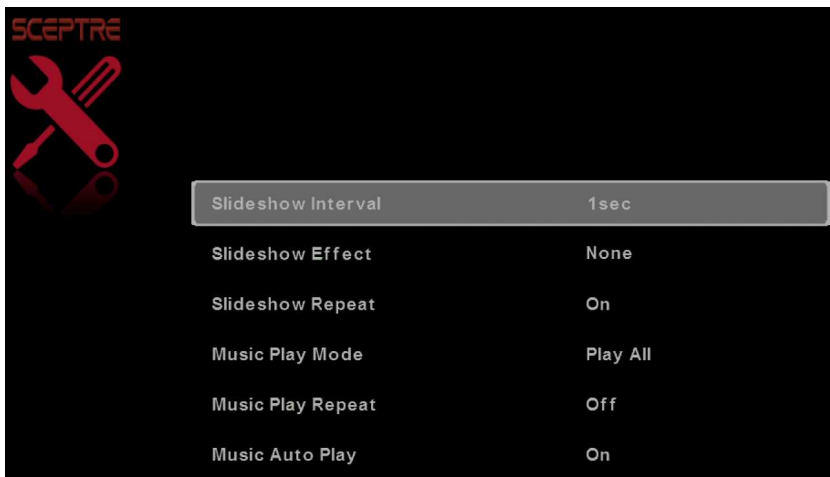 SCEPTRE
Slideshow Interval 1sec
Slideshow Effect None
Slideshow Repeat On
Music Play Mode Play All
Music Play Repeat Off
Music Auto Play On